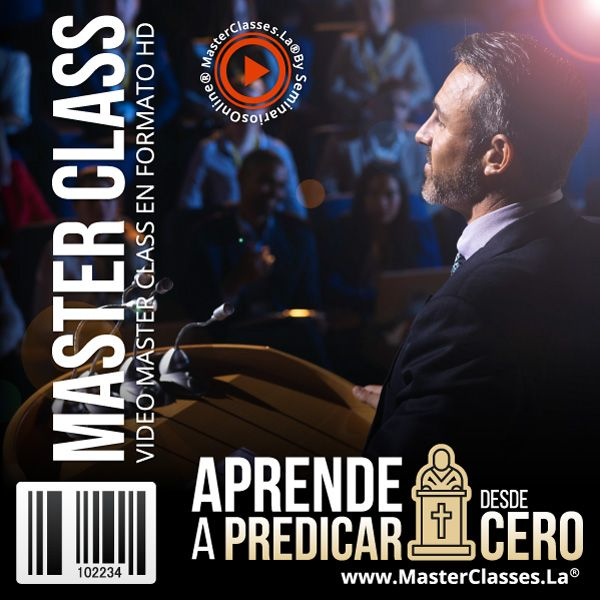 MasterClasses.La® By SeminariosOnline®
MASTER CLASS
VIDEO MASTER CLASS EN FORMATO HD
APRENDE
A PREDICAR
DESDE
CERO
102234
www.MasterClasses.La®